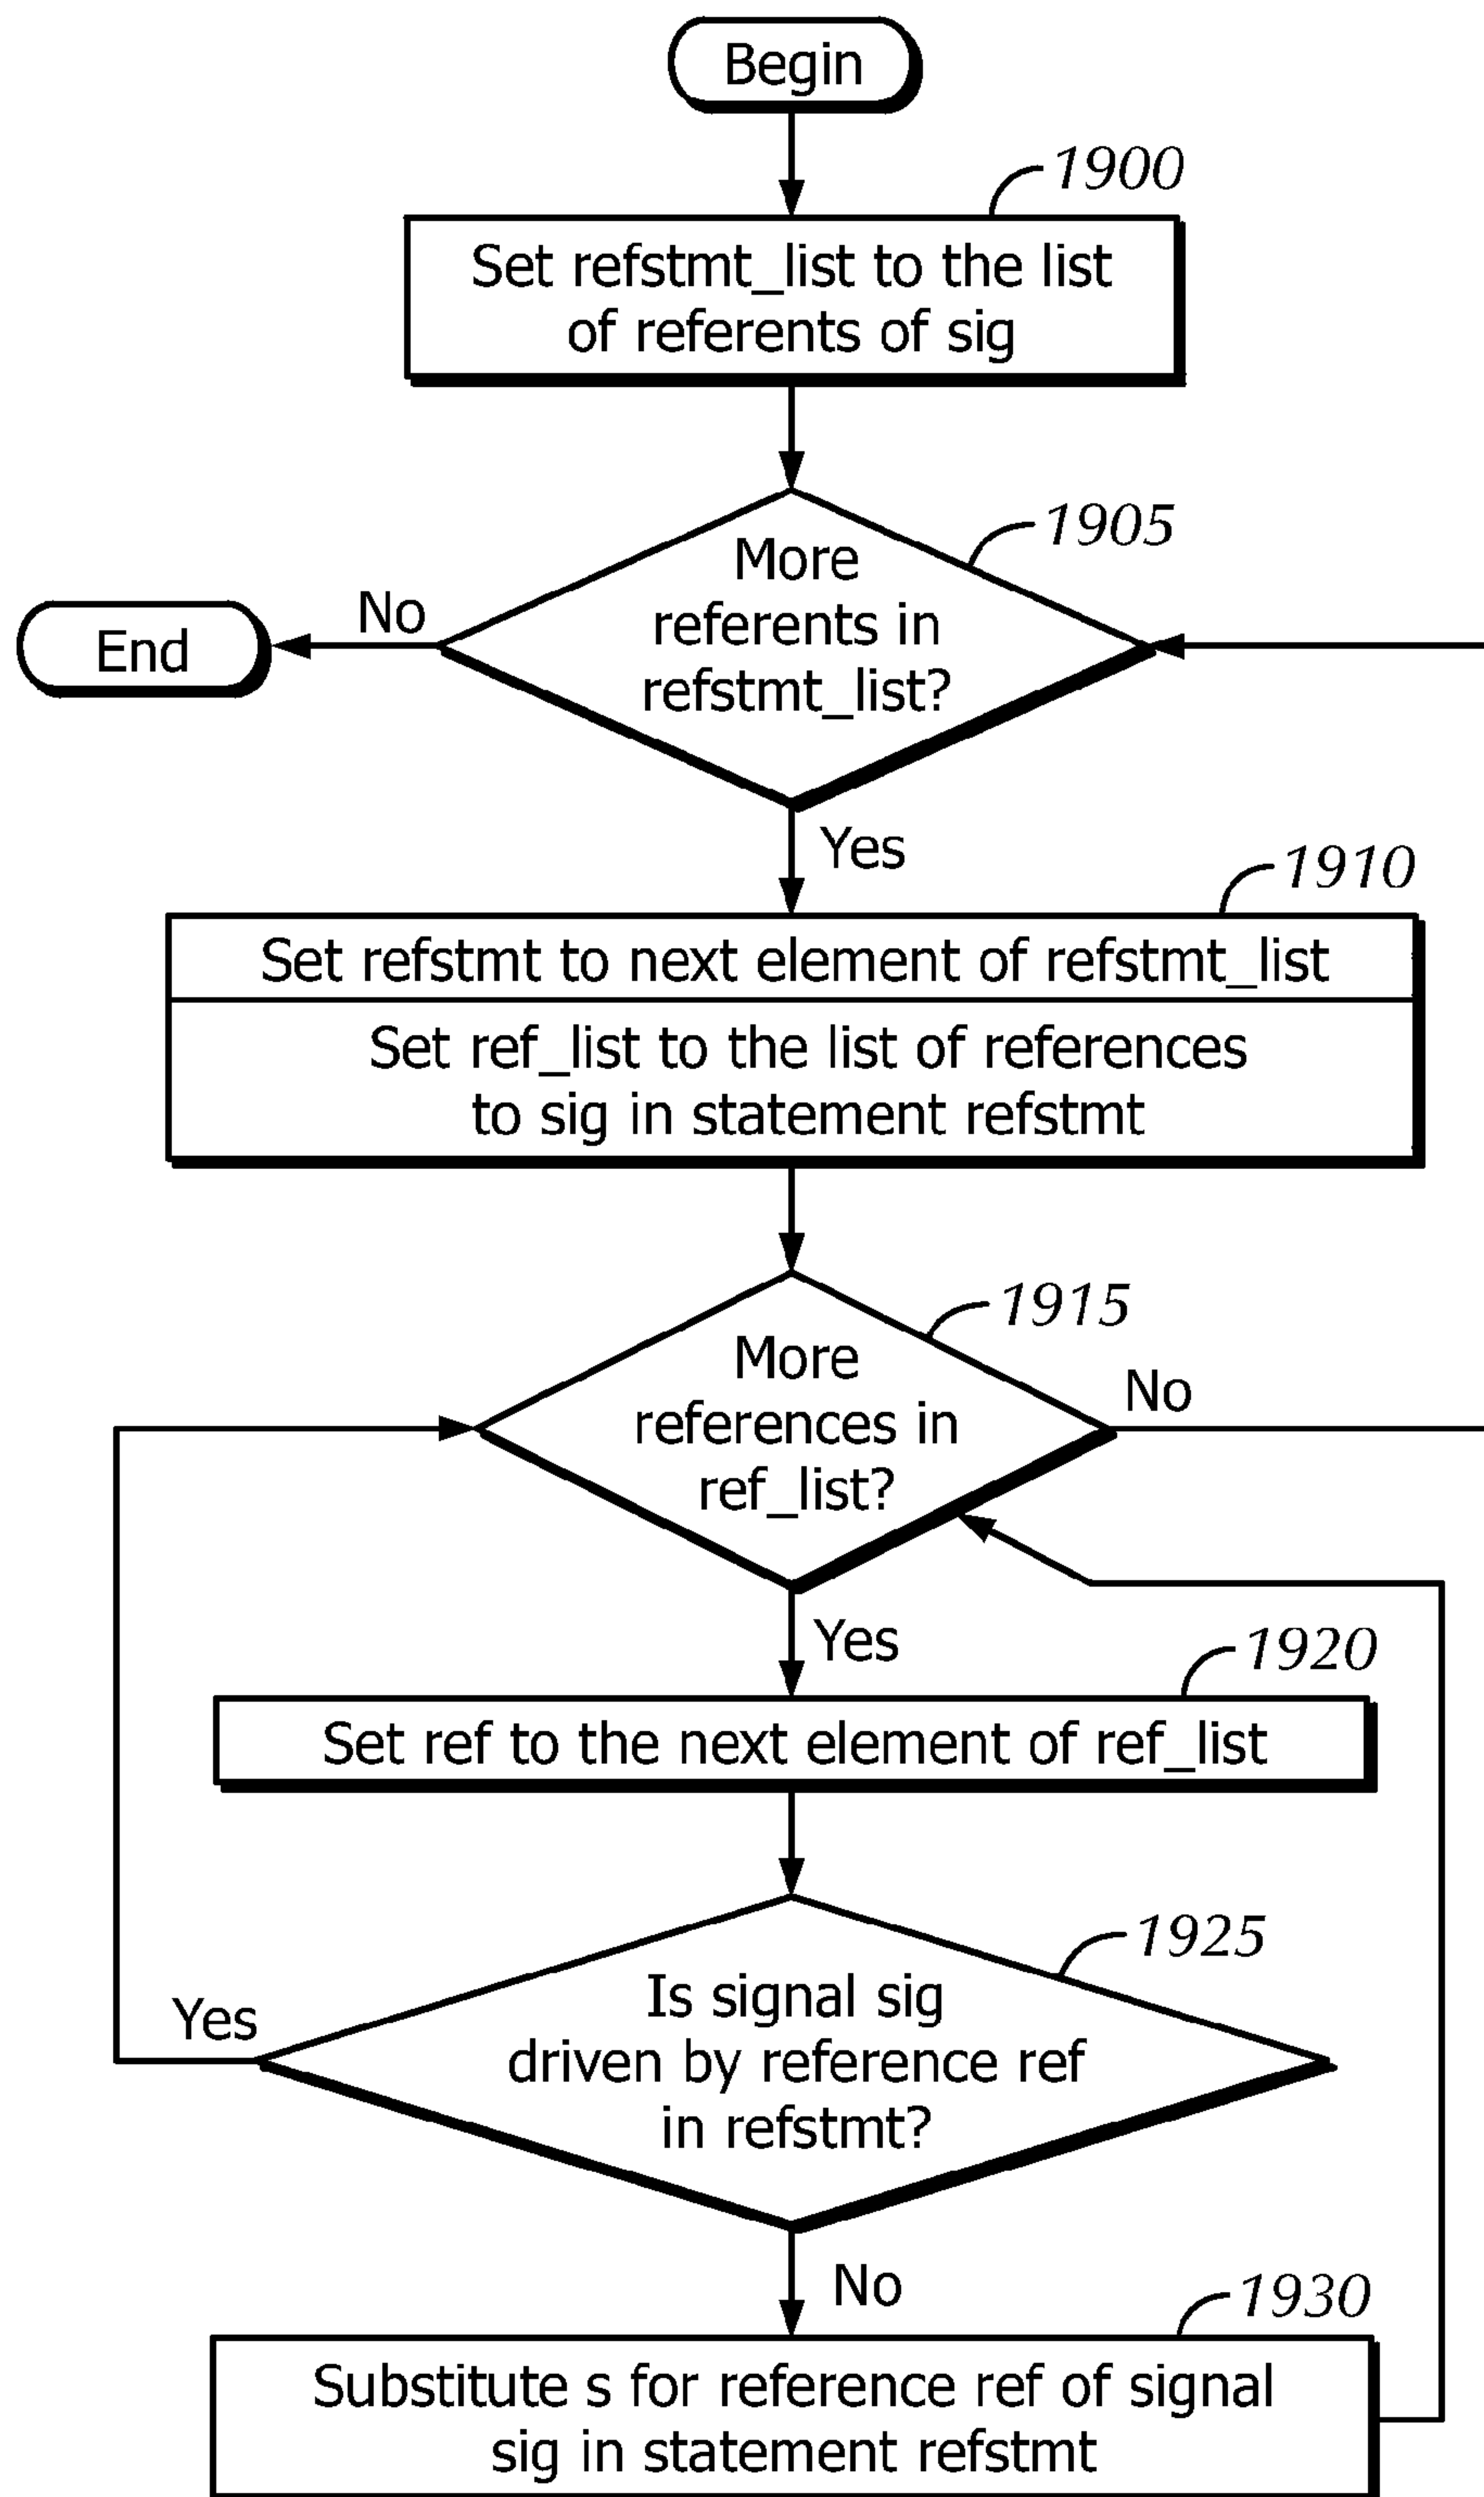 Begin
1900
Set refstmt_list to the list
of referents of sig
1905
More
referents in
refstmt_list?
No
End
Yes
1910
Set refstmt to next element of refstmt_list
Set ref_list to the list of references
to sig in statement refstmt
1915
More
references in
ref_list?
No
Yes
1920
Set ref to the next element of ref_list
1925
Is signal sig
driven by reference ref
in refstmt?
Yes
No
1930
Substitute s for reference ref of signal
sig in statement refstmt